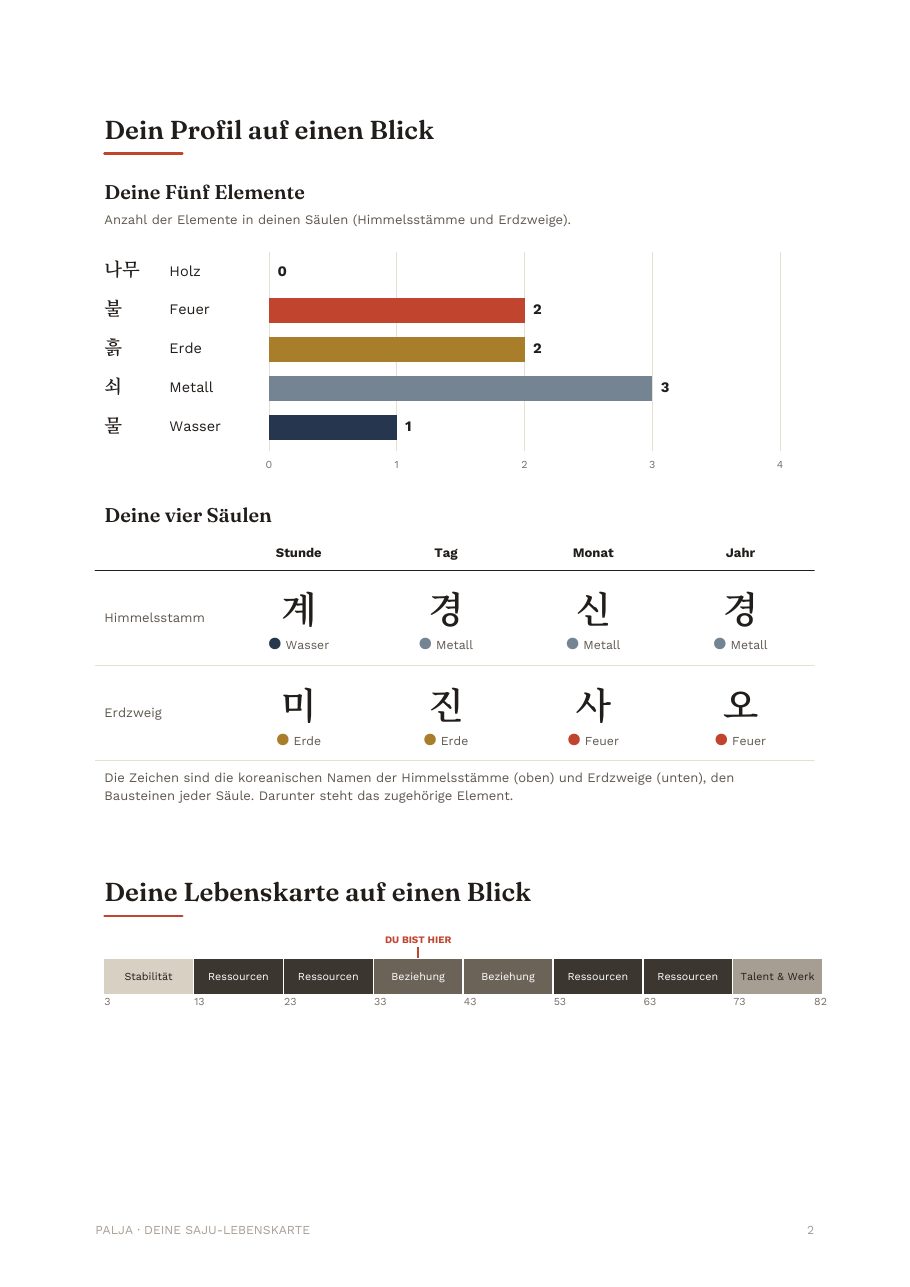 Dein Profil auf einen Blick
Deine Fünf Elemente
Anzahl der Elemente in deinen Säulen (Himmelsstämme und Erdzweige).
나무 Holz 0
불 Feuer 2
흙 Erde 2
쇠 Metall 3
물 Wasser 1
0 1 2 3 4
Deine vier Säulen
Stunde Tag Monat Jahr
Himmelsstamm 계 경 신 경
Wasser Metall Metall Metall
Erdzweig 미 진 사 오
Erde Erde Feuer Feuer
Die Zeichen sind die koreanischen Namen der Himmelsstämme (oben) und Erdzweige (unten), den
Bausteinen jeder Säule. Darunter steht das zugehörige Element.
Deine Lebenskarte auf einen Blick
DU BIST HIER
Stabilität Ressourcen Ressourcen Beziehung Beziehung Ressourcen Ressourcen Talent & Werk
3 13 23 33 43 53 63 73 82
PALJA · DEINE SAJU-LEBENSKARTE 2